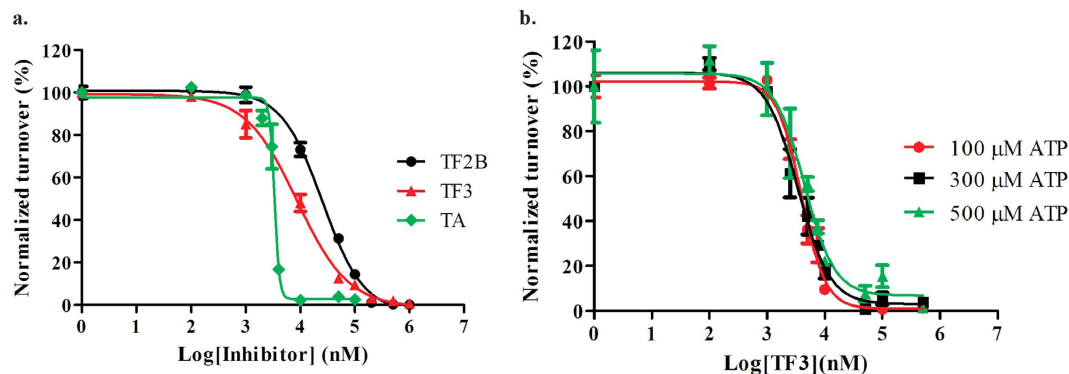 a.
Normalized turnover (%)
120
100
80
60
40
20
0
0 1 2 3 4 5 6 7
Log[Inhibitor] (nM)
TF2B
TF3
TA
b.
Normalized turnover (%)
120
100
80
60
40
20
0
0 1 2 3 4 5 6 7
Log[TF3](nM)
100 μM ATP
300 μM ATP
500 μM ATP